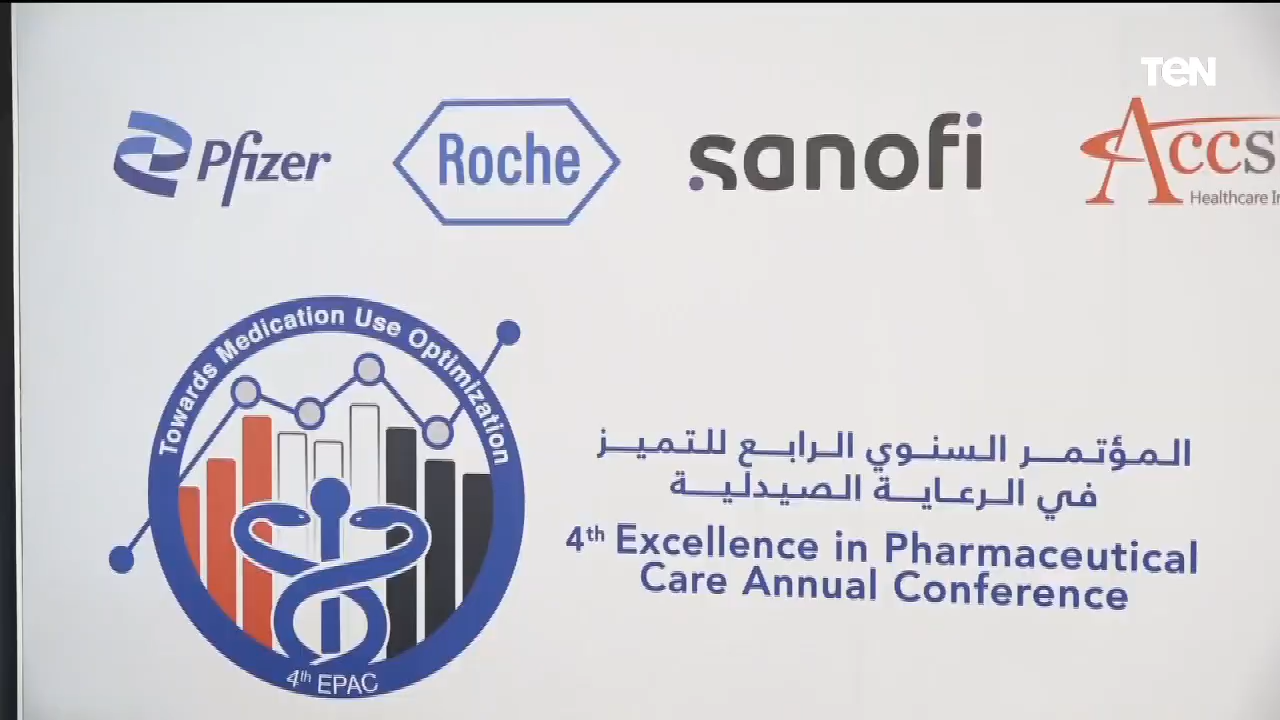 TEN
Pfizer
Roche
sanofi
Accs
Healthcare
Towards Medication Use Optimization
4th EPAC
المؤتمر السنوي الرابع للتميز
في الرعاية الصيدلية
4th Excellence in Pharmaceutical
Care Annual Conference